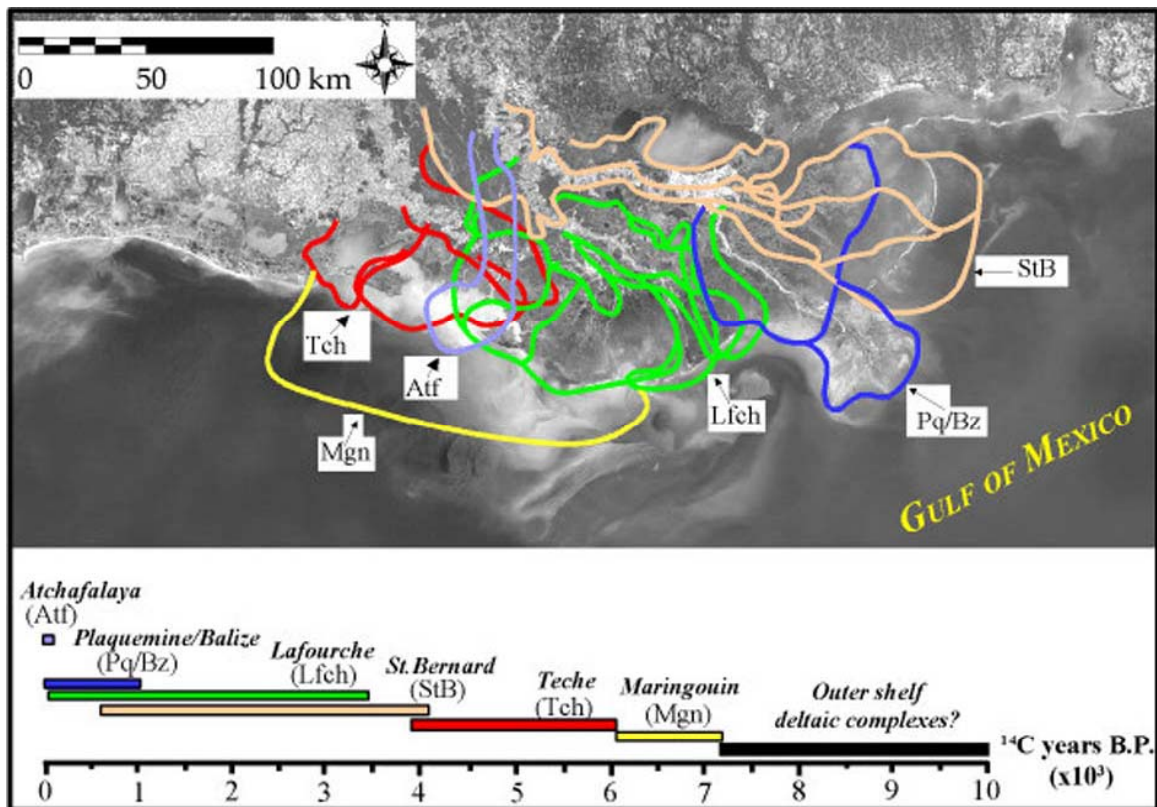 0 50 100 km
StB
Tch
Atf
Lfch
Pq/Bz
Mgn
GULF OF MEXICO
Atchafalaya
(Atf)
Plaquemine/Balize
(Pq/Bz)
Lafourche
(Lfch)
St.Bernard
(StB)
Teche
(Tch)
Maringouin
(Mgn)
Outer shelf
deltaic complexes?
¹⁴C years B.P.
(x10³)
0 1 2 3 4 5 6 7 8 9 10